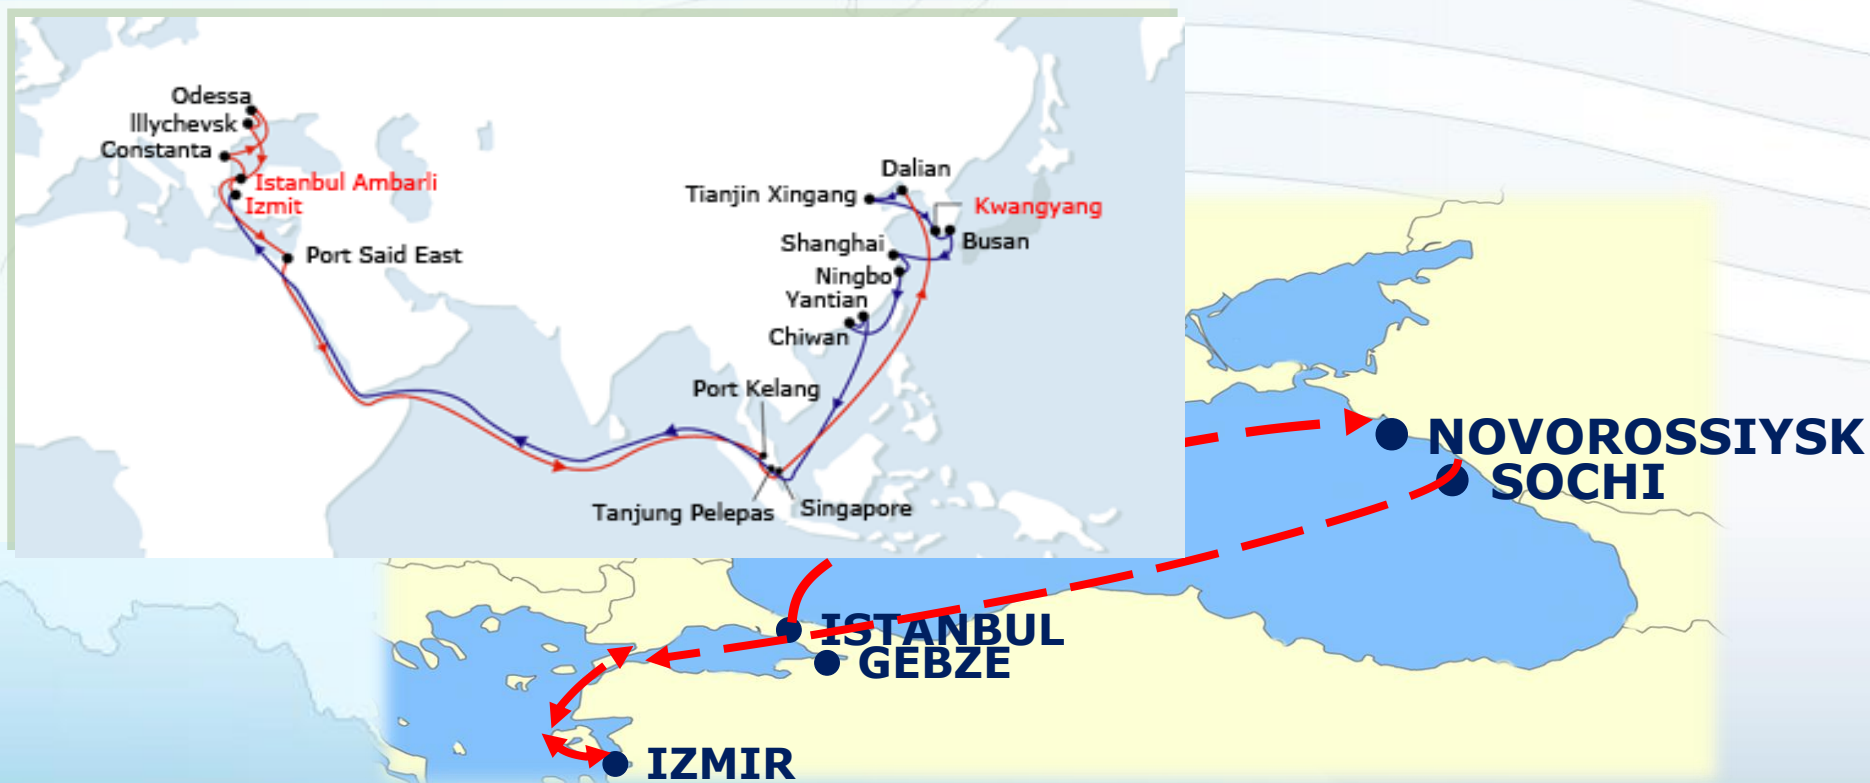 Odessa
Illychevsk
Constanta
Istanbul Ambarli
Izmit
Port Said East
Dalian
Tianjin Xingang
Kwangyang
Shanghai
Busan
Ningbo
Yantian
Chiwan
Port Kelang
Tanjung Pelepas
Singapore
NOVOROSSIYSK
SOCHI
ISTANBUL
GEBZE
IZMIR